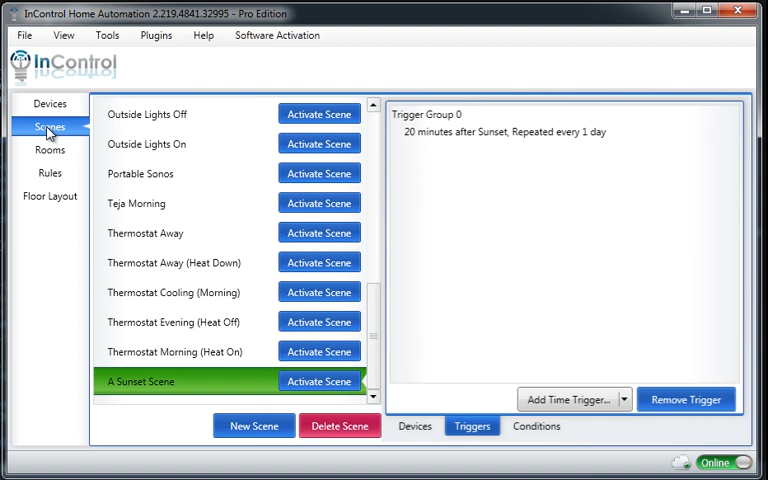 InControl Home Automation 2.219.4841.32995 - Pro Edition
File View Tools Plugins Help Software Activation
InControl
Devices
Scenes
Rooms
Rules
Floor Layout
Outside Lights Off Activate Scene
Outside Lights On Activate Scene
Portable Sonos Activate Scene
Teja Morning Activate Scene
Thermostat Away Activate Scene
Thermostat Away (Heat Down) Activate Scene
Thermostat Cooling (Morning) Activate Scene
Thermostat Evening (Heat Off) Activate Scene
Thermostat Morning (Heat On) Activate Scene
A Sunset Scene Activate Scene
New Scene Delete Scene
Trigger Group 0
20 minutes after Sunset, Repeated every 1 day
Add Time Trigger... Remove Trigger
Devices Triggers Conditions
Online